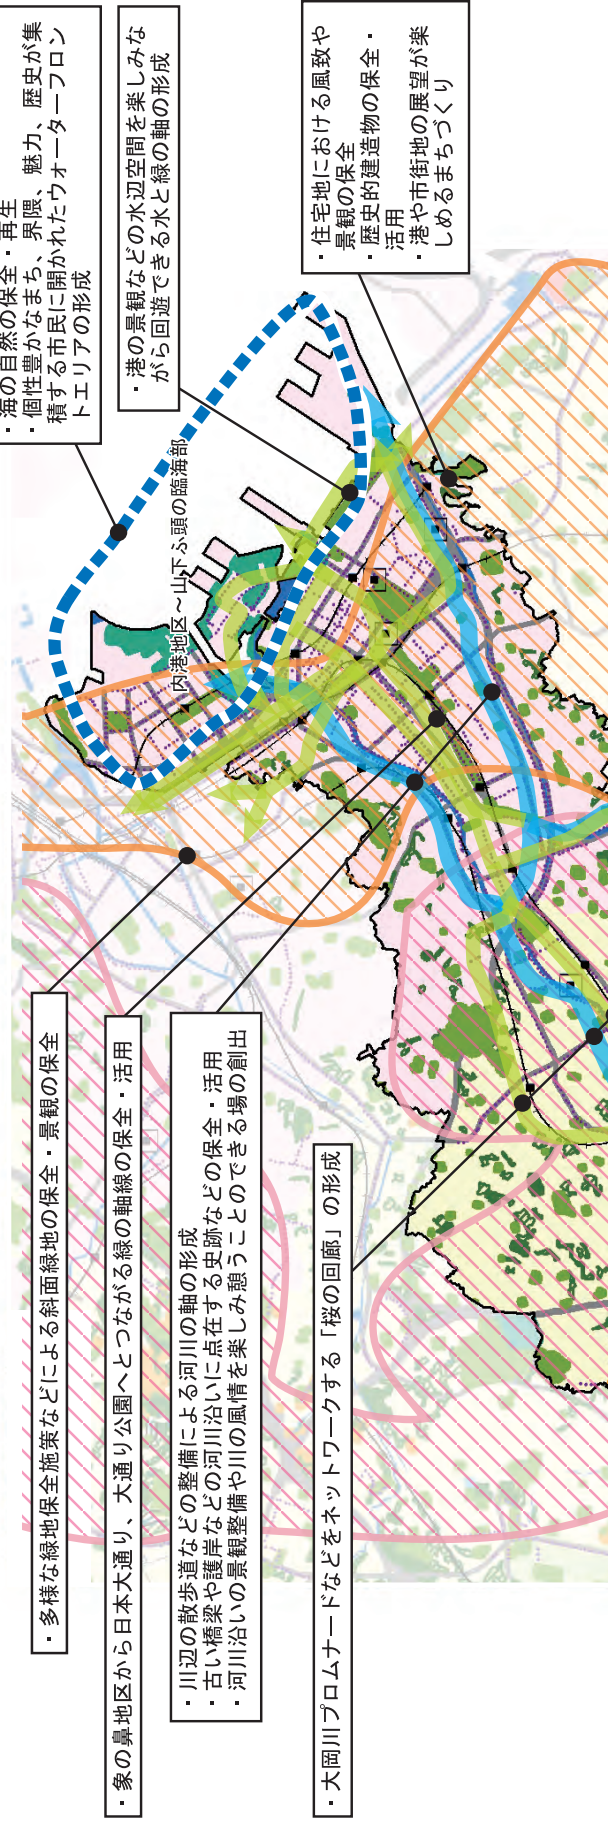 ・海の自然の保全・再生
・個性豊かなまち、界隈、魅力、歴史が集
積する市民に開かれたウォーターフロン
トエリアの形成
・港の景観などの水辺空間を楽しみな
がら回遊できる水と緑の軸の形成
・住宅地における風致や
景観の保全
・歴史的建造物の保全・
活用
・港や市街地の展望が楽
しめるまちづくり
内港地区～山下ふ頭の臨海部
・多様な緑地保全施策などによる斜面緑地の保全・景観の保全
・象の鼻地区から日本大通り、大通り公園へとつながる緑の軸線の保全・活用
・川辺の散歩道などの整備による河川の軸の形成
・古い橋梁や護岸などの河川沿いに点在する史跡などの保全・活用
・河川沿いの景観整備や川の風情を楽しみ憩うことのできる場の創出
・大岡川プロムナードなどをネットワークする「桜の回廊」の形成